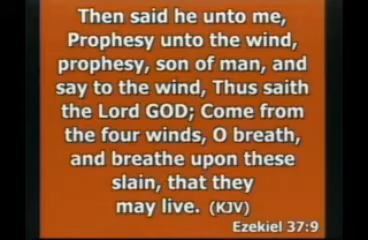 Then said he unto me,
Prophesy unto the wind,
prophesy, son of man, and
say to the wind, Thus saith
the Lord GOD; Come from
the four winds, O breath,
and breathe upon these
slain, that they
may live. (KJV)
Ezekiel 37:9